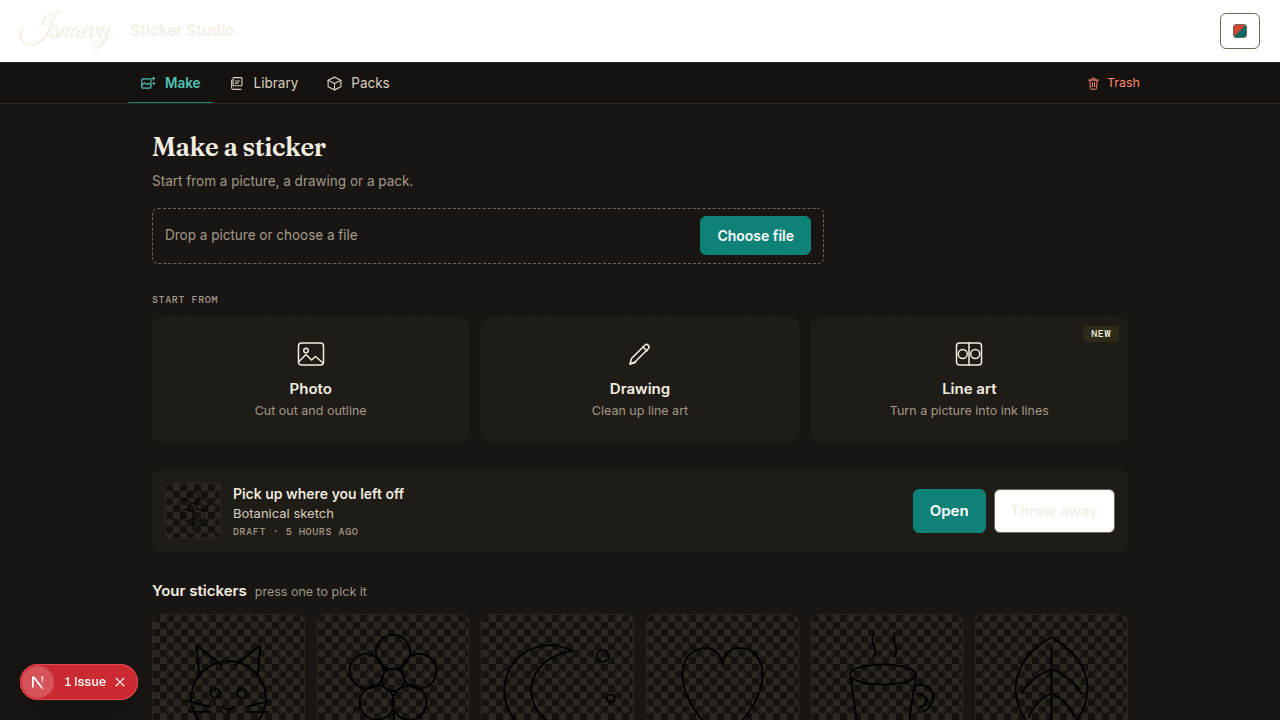 Jsnaevy Sticker Studio
Make Library Packs Trash
Make a sticker
Start from a picture, a drawing or a pack.
Drop a picture or choose a file Choose file
START FROM
NEW
Photo Drawing Line art
Cut out and outline Clean up line art Turn a picture into ink lines
Pick up where you left off
Botanical sketch
DRAFT · 5 HOURS AGO
Open Throw away
Your stickers press one to pick it
N 1 Issue